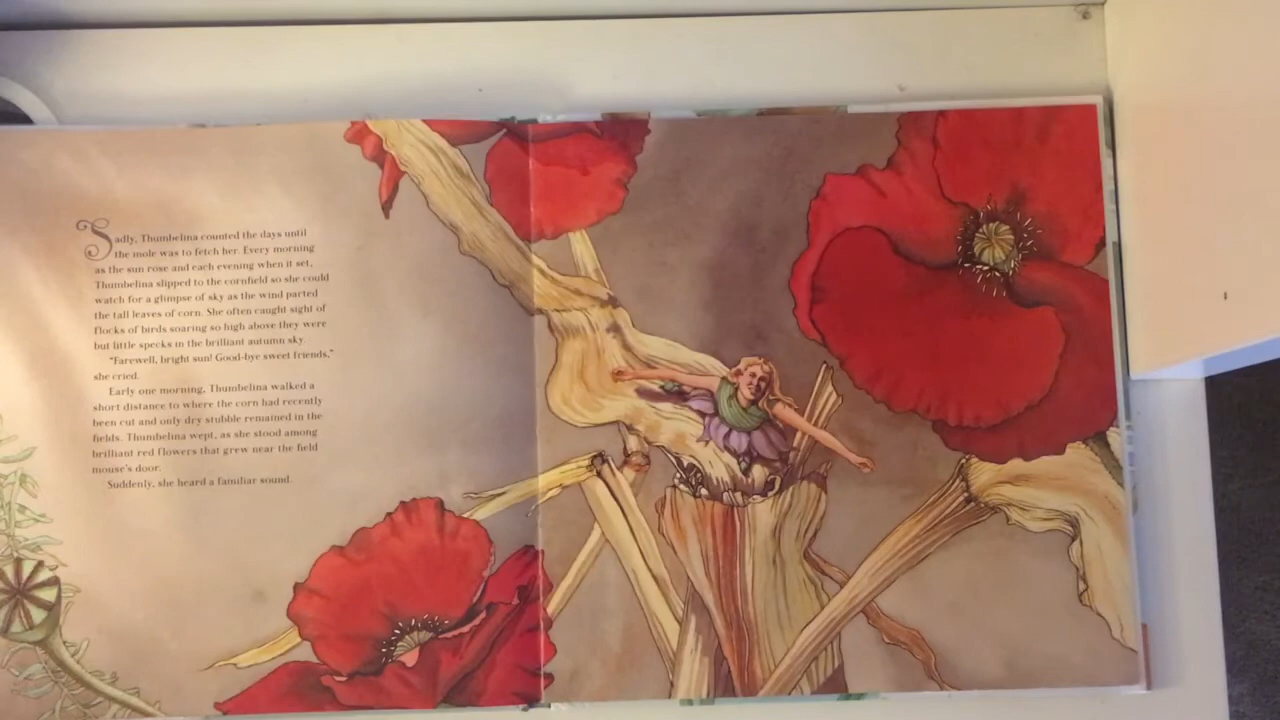 Sadly, Thumbelina counted the days until
the mole was to fetch her. Every morning
as the sun rose and each evening when it set,
Thumbelina slipped to the cornfield so she could
watch for a glimpse of sky as the wind parted
the tall leaves of corn. She often caught sight of
flocks of birds soaring so high above they were
but little specks in the brilliant autumn sky.
"Farewell, bright sun! Good-bye sweet friends,"
she cried.
Early one morning, Thumbelina walked a
short distance to where the corn had recently
been cut and only dry stubble remained in the
fields. Thumbelina wept, as she stood among
brilliant red flowers that grew near the field
mouse's door.
Suddenly, she heard a familiar sound.